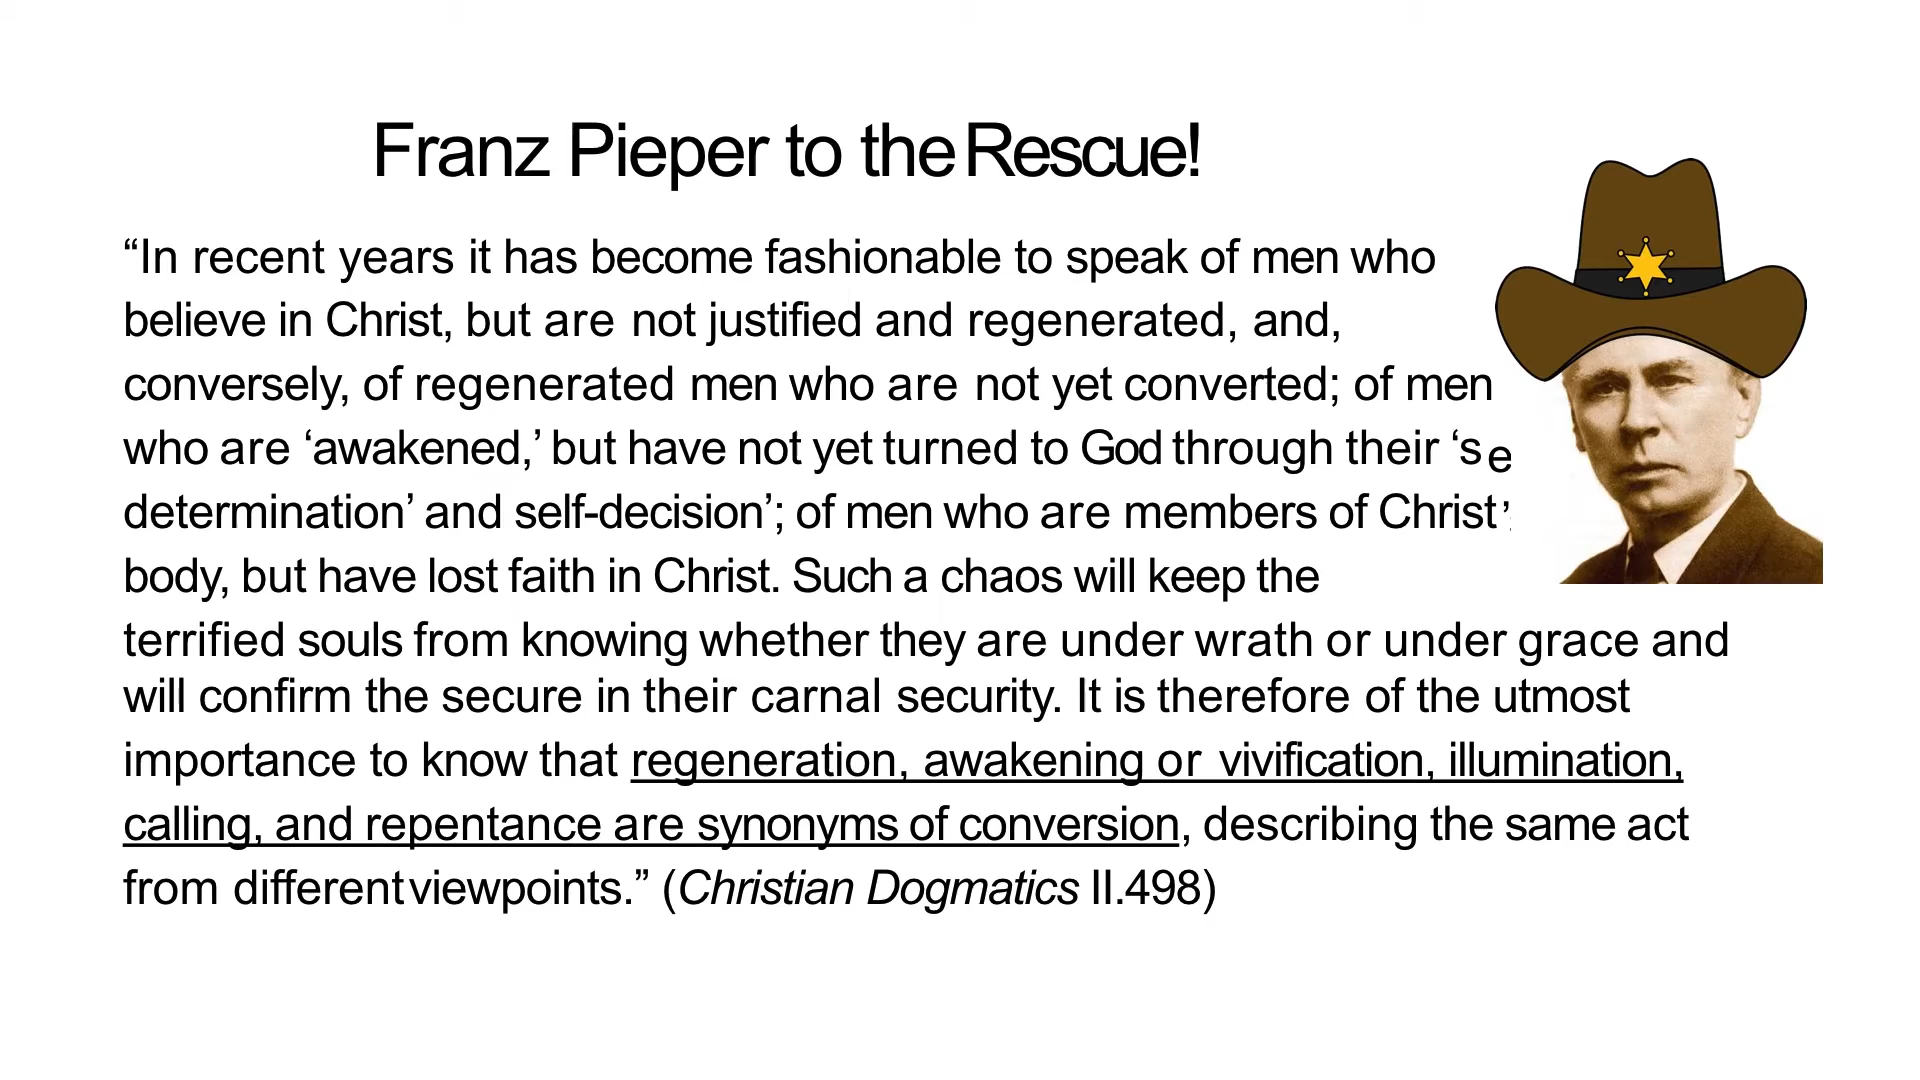 Franz Pieper to the Rescue!
“In recent years it has become fashionable to speak of men who
believe in Christ, but are not justified and regenerated, and,
conversely, of regenerated men who are not yet converted; of men
who are ‘awakened,’ but have not yet turned to God through their ‘se
determination’ and self-decision’; of men who are members of Christ’
body, but have lost faith in Christ. Such a chaos will keep the
terrified souls from knowing whether they are under wrath or under grace and
will confirm the secure in their carnal security. It is therefore of the utmost
importance to know that regeneration, awakening or vivification, illumination,
calling, and repentance are synonyms of conversion, describing the same act
from different viewpoints.” (Christian Dogmatics II.498)